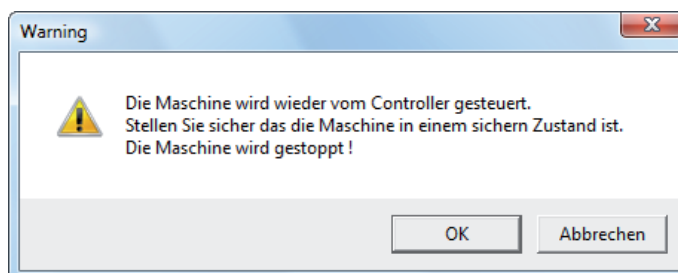 Warning
Die Maschine wird wieder vom Controller gesteuert.
Stellen Sie sicher das die Maschine in einem sichern Zustand ist.
Die Maschine wird gestoppt !
OK
Abbrechen